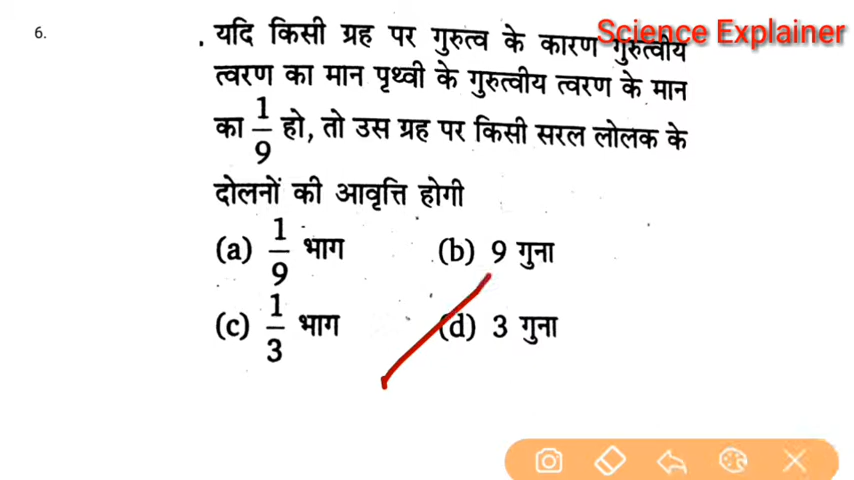 Science Explainer
6.
. यदि किसी ग्रह पर गुरुत्व के कारण गुरुत्वीय
त्वरण का मान पृथ्वी के गुरुत्वीय त्वरण के मान
का 1/9 हो, तो उस ग्रह पर किसी सरल लोलक के
दोलनों की आवृत्ति होगी
(a) 1/9 भाग (b) 9 गुना
(c) 1/3 भाग (d) 3 गुना